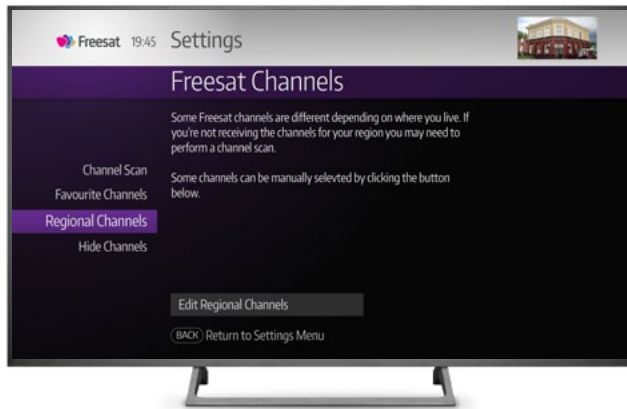 Freesat 19:45 Settings
Freesat Channels
Some Freesat channels are different depending on where you live. If
you're not receiving the channels for your region you may need to
perform a channel scan.
Some channels can be manually selevted by clicking the button
below.
Channel Scan
Favourite Channels
Regional Channels
Hide Channels
Edit Regional Channels
BACK Return to Settings Menu